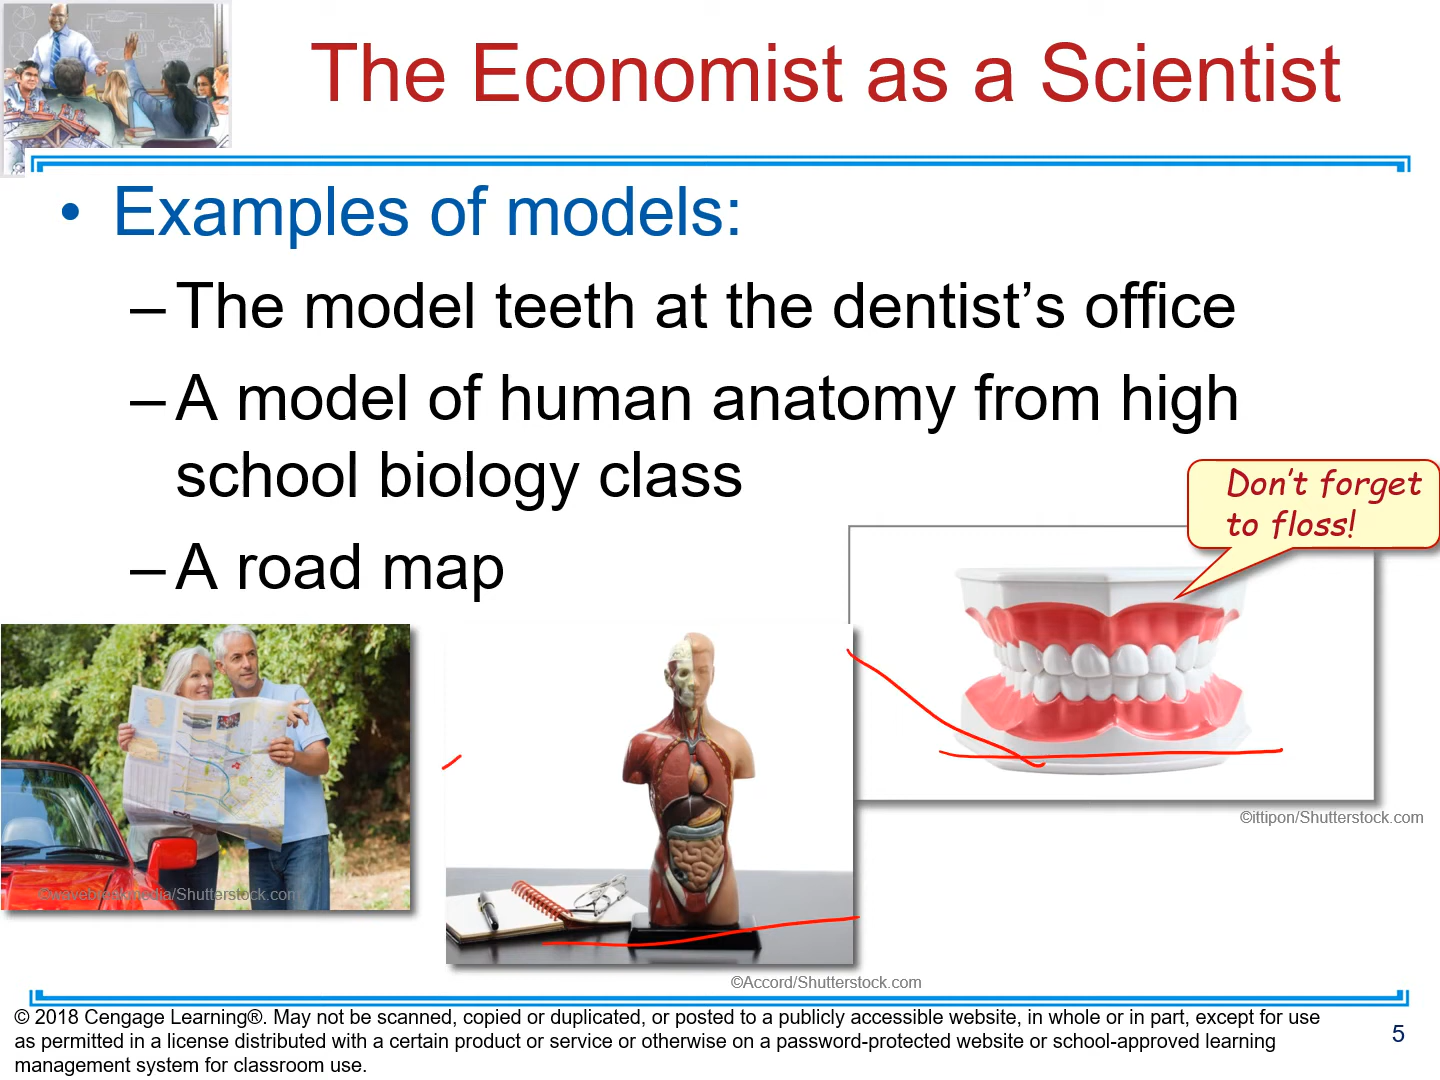 The Economist as a Scientist
• Examples of models:
– The model teeth at the dentist’s office
– A model of human anatomy from high
school biology class
– A road map
Don’t forget
to floss!
©ittipon/Shutterstock.com
©wavebreakmedia/Shutterstock.com
©Accord/Shutterstock.com
© 2018 Cengage Learning®. May not be scanned, copied or duplicated, or posted to a publicly accessible website, in whole or in part, except for use
as permitted in a license distributed with a certain product or service or otherwise on a password-protected website or school-approved learning
management system for classroom use.
5